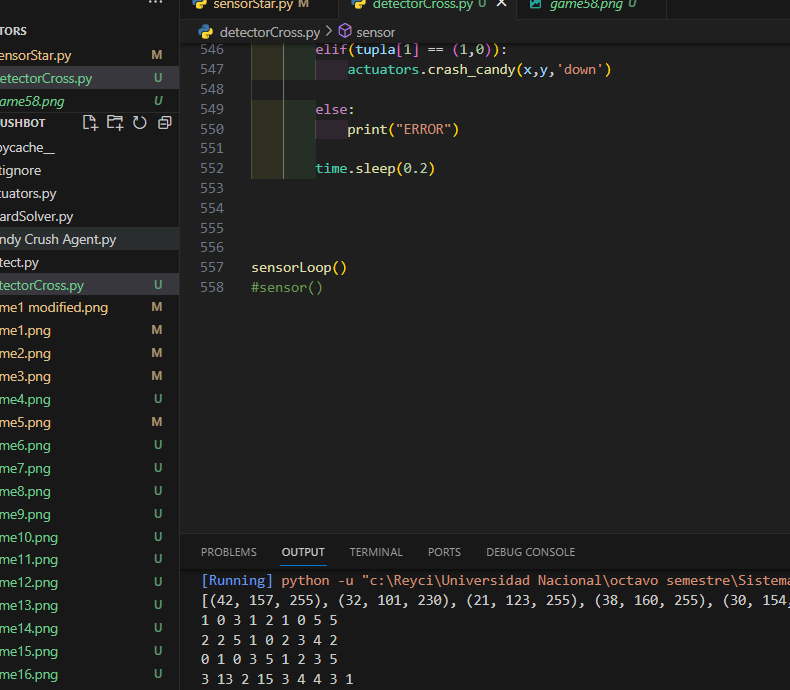 sensorStar.py M
detectorCross.py U
game58.png U
TORS
detectorCross.py > sensor
ensorStar.py M
etectorCross.py U
ame58.png U
USHBOT
pycache__
tignore
tuators.py
ardSolver.py
ndy Crush Agent.py
tect.py
tectorCross.py U
me1 modified.png M
me1.png M
me2.png M
me3.png M
me4.png U
me5.png M
me6.png U
me7.png U
me8.png U
me9.png U
me10.png U
me11.png U
me12.png U
me13.png U
me14.png U
me15.png U
me16.png U
546 elif(tupla[1] == (1,0)):
547 actuators.crash_candy(x,y,'down')
548
549 else:
550 print("ERROR")
551
552 time.sleep(0.2)
553
554
555
556
557 sensorLoop()
558 #sensor()
PROBLEMS OUTPUT TERMINAL PORTS DEBUG CONSOLE
[Running] python -u "c:\Reyci\Universidad Nacional\octavo semestre\Sistema
[(42, 157, 255), (32, 101, 230), (21, 123, 255), (38, 160, 255), (30, 154,
1 0 3 1 2 1 0 5 5
2 2 5 1 0 2 3 4 2
0 1 0 3 5 1 2 3 5
3 13 2 15 3 4 4 3 1